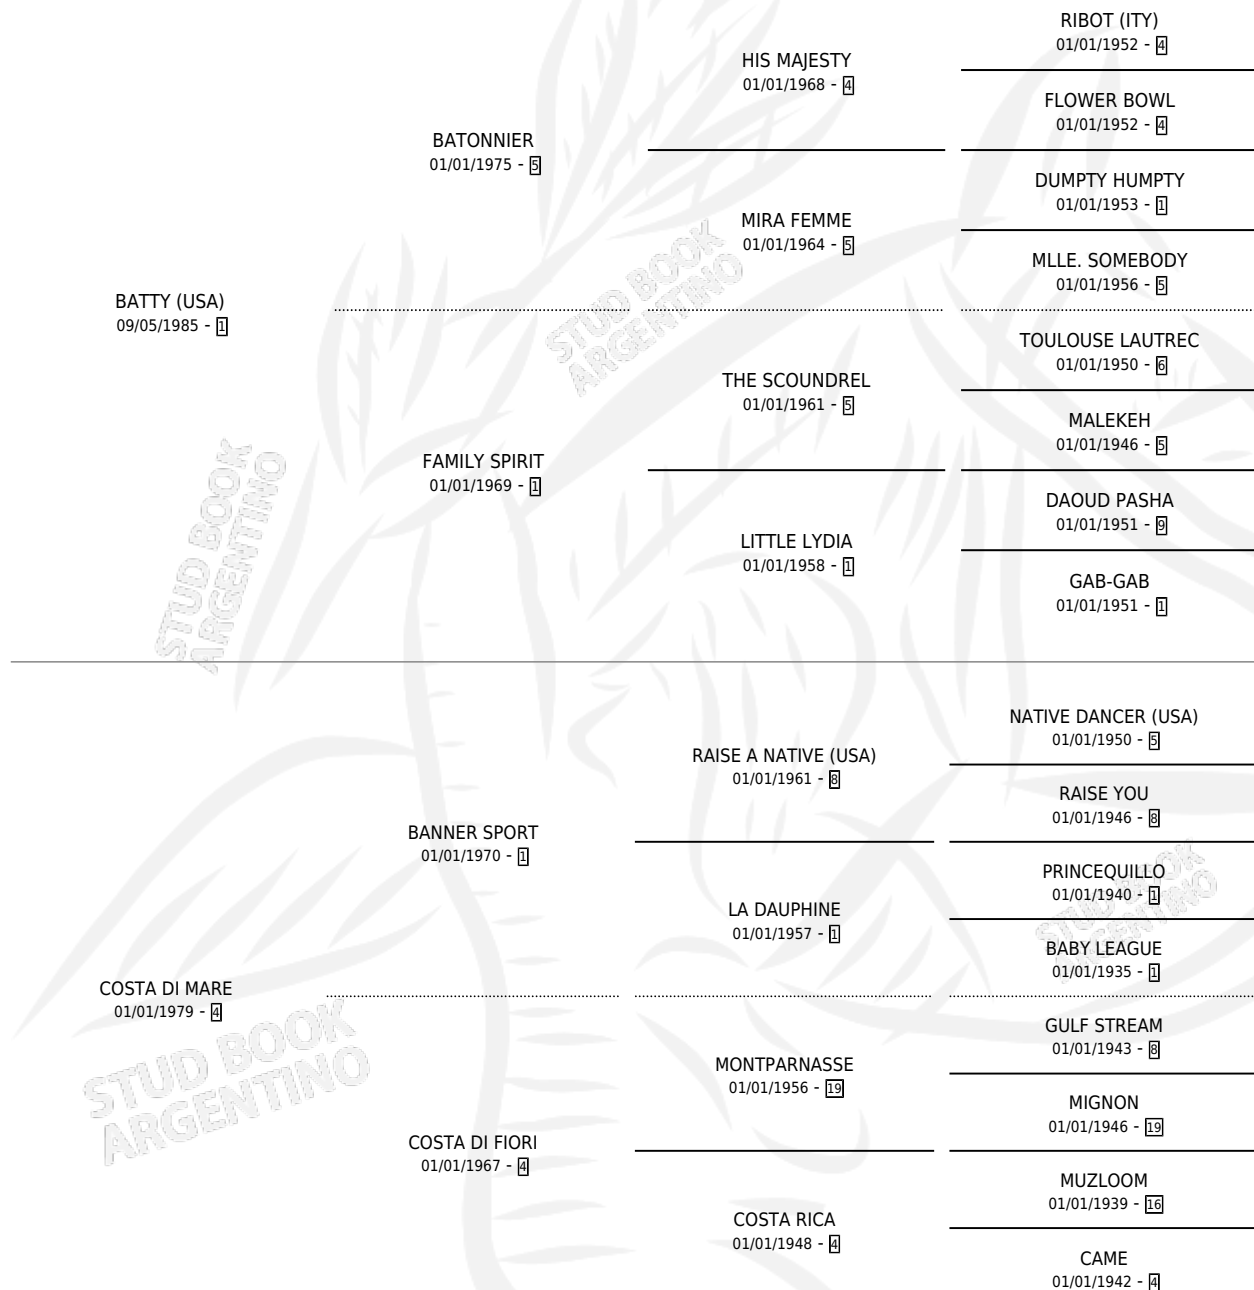 RIBOT (ITY)
01/01/1952 - 4
HIS MAJESTY
01/01/1968 - 4
FLOWER BOWL
01/01/1952 - 4
BATONNIER
01/01/1975 - 5
DUMPTY HUMPTY
01/01/1953 - 1
MIRA FEMME
01/01/1964 - 5
MLLE. SOMEBODY
01/01/1956 - 5
BATTY (USA)
09/05/1985 - 1
TOULOUSE LAUTREC
01/01/1950 - 6
THE SCOUNDREL
01/01/1961 - 5
MALEKEH
01/01/1946 - 5
FAMILY SPIRIT
01/01/1969 - 1
DAOUD PASHA
01/01/1951 - 9
LITTLE LYDIA
01/01/1958 - 1
GAB-GAB
01/01/1951 - 1
STUD BOOK
ARGENTINO
STUD BOOK
ARGENTINO
NATIVE DANCER (USA)
01/01/1950 - 5
RAISE A NATIVE (USA)
01/01/1961 - 8
RAISE YOU
01/01/1946 - 8
BANNER SPORT
01/01/1970 - 1
PRINCEQUILLO
01/01/1940 - 1
LA DAUPHINE
01/01/1957 - 1
BABY LEAGUE
01/01/1935 - 1
STUD BOOK
ARGENTINO
COSTA DI MARE
01/01/1979 - 4
GULF STREAM
01/01/1943 - 8
MONTPARNASSE
01/01/1956 - 19
MIGNON
01/01/1946 - 19
COSTA DI FIORI
01/01/1967 - 4
MUZLOOM
01/01/1939 - 16
COSTA RICA
01/01/1948 - 4
CAME
01/01/1942 - 4
STUD BOOK
ARGENTINO